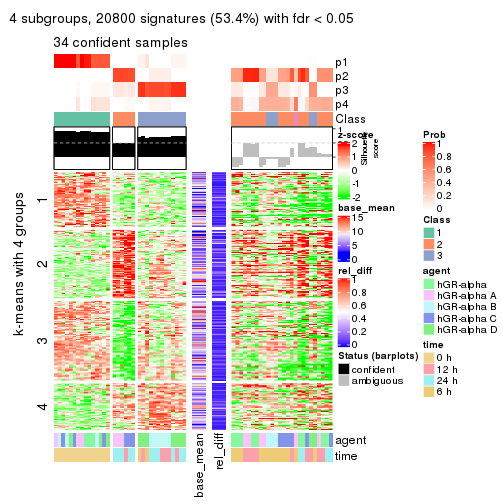 4 subgroups, 20800 signatures (53.4%) with fdr < 0.05
34 confident samples
p1
p2
p3
p4
Class
1
2
3
4
k-means with 4 groups
base_mean
rel_diff
agent
time
z-score
2
1
0
-1
-2
Silhouette
score
1
base_mean
15
10
5
0
rel_diff
1
0.8
0.6
0.4
0.2
0
Status (barplots)
confident
ambiguous
Prob
1
0.8
0.6
0.4
0.2
0
Class
1
2
3
agent
hGR-alpha
hGR-alpha A
hGR-alpha B
hGR-alpha C
hGR-alpha D
time
0 h
12 h
24 h
6 h